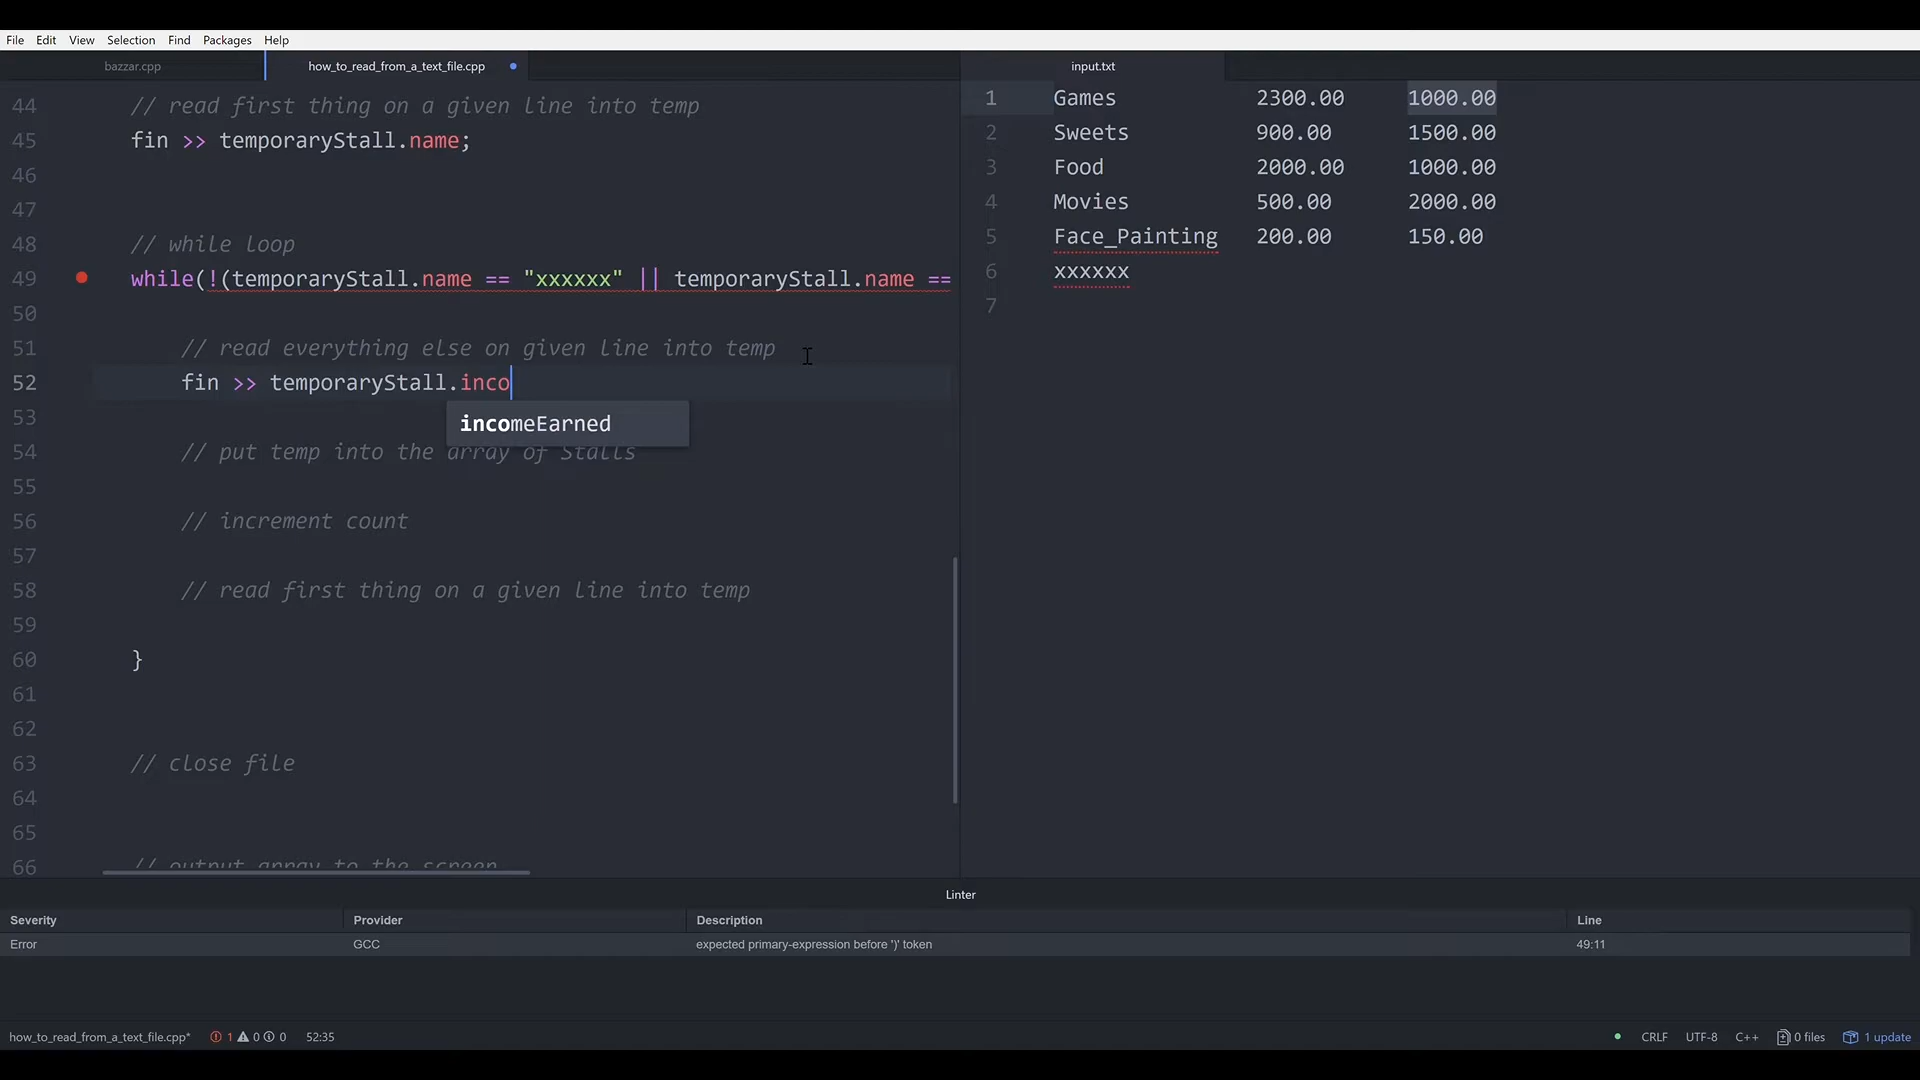 File Edit View Selection Find Packages Help
bazzar.cpp how_to_read_from_a_text_file.cpp input.txt
44 // read first thing on a given line into temp
45 fin >> temporaryStall.name;
46
47
48 // while loop
49 while(!(temporaryStall.name == "xxxxxx" || temporaryStall.name ==
50
51 // read everything else on given line into temp
52 fin >> temporaryStall.inco
incomeEarned
53
54 // put temp into the array of Stalls
55
56 // increment count
57
58 // read first thing on a given line into temp
59
60 }
61
62
63 // close file
64
65
66 // output array to the screen
1 Games 2300.00 1000.00
2 Sweets 900.00 1500.00
3 Food 2000.00 1000.00
4 Movies 500.00 2000.00
5 Face_Painting 200.00 150.00
6 xxxxxx
7
Linter
Severity Provider Description Line
Error GCC expected primary-expression before ')' token 49:11
how_to_read_from_a_text_file.cpp* 1 0 0 52:35 CRLF UTF-8 C++ 0 files 1 update